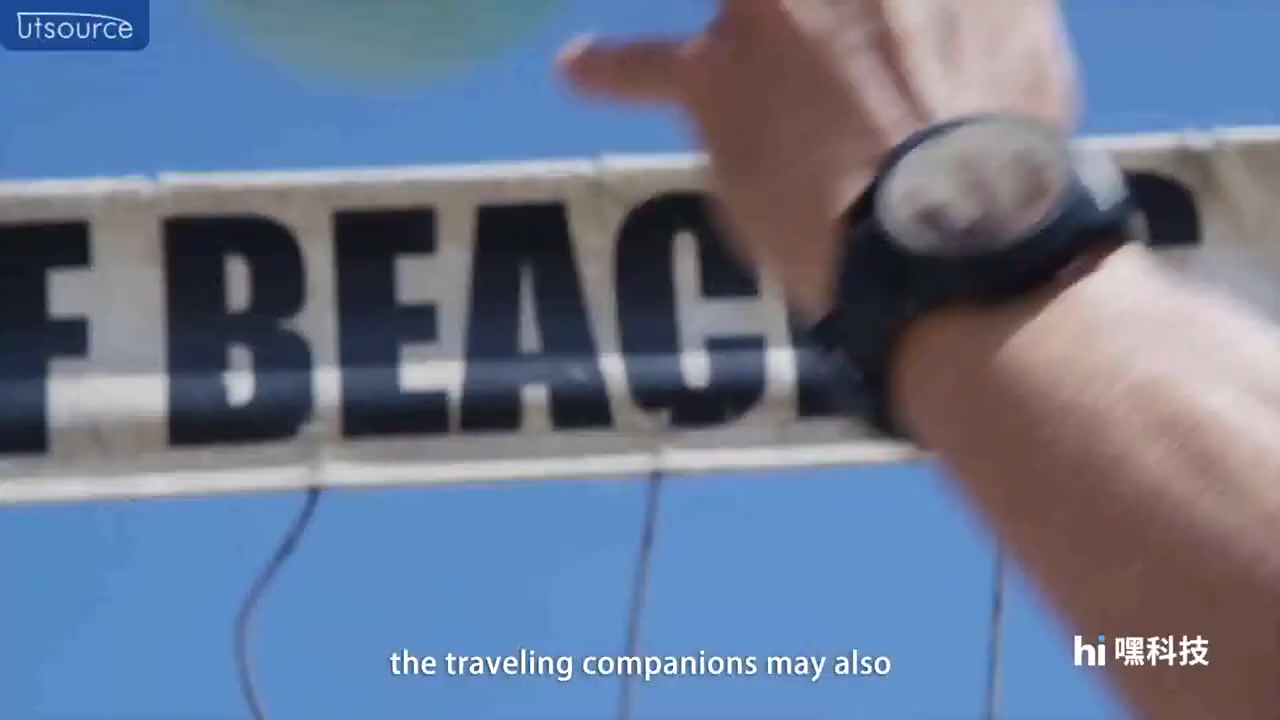 Utsource
F BEAC
the traveling companions may also
hi 嘿科技